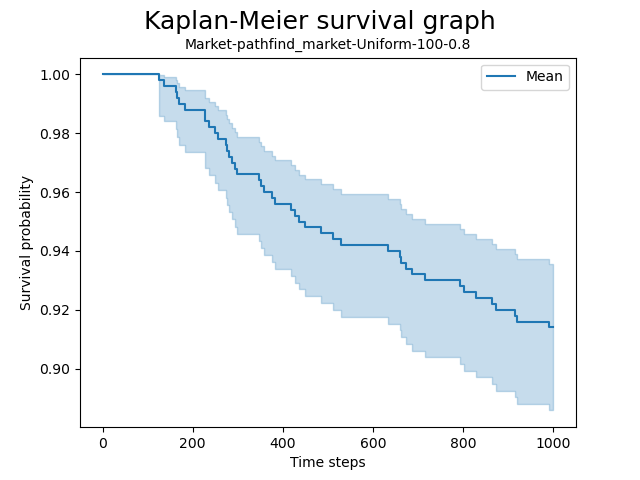 Kaplan-Meier survival graph
Market-pathfind_market-Uniform-100-0.8
Mean
1.00
0.98
0.96
0.94
0.92
0.90
Survival probability
0 200 400 600 800 1000
Time steps